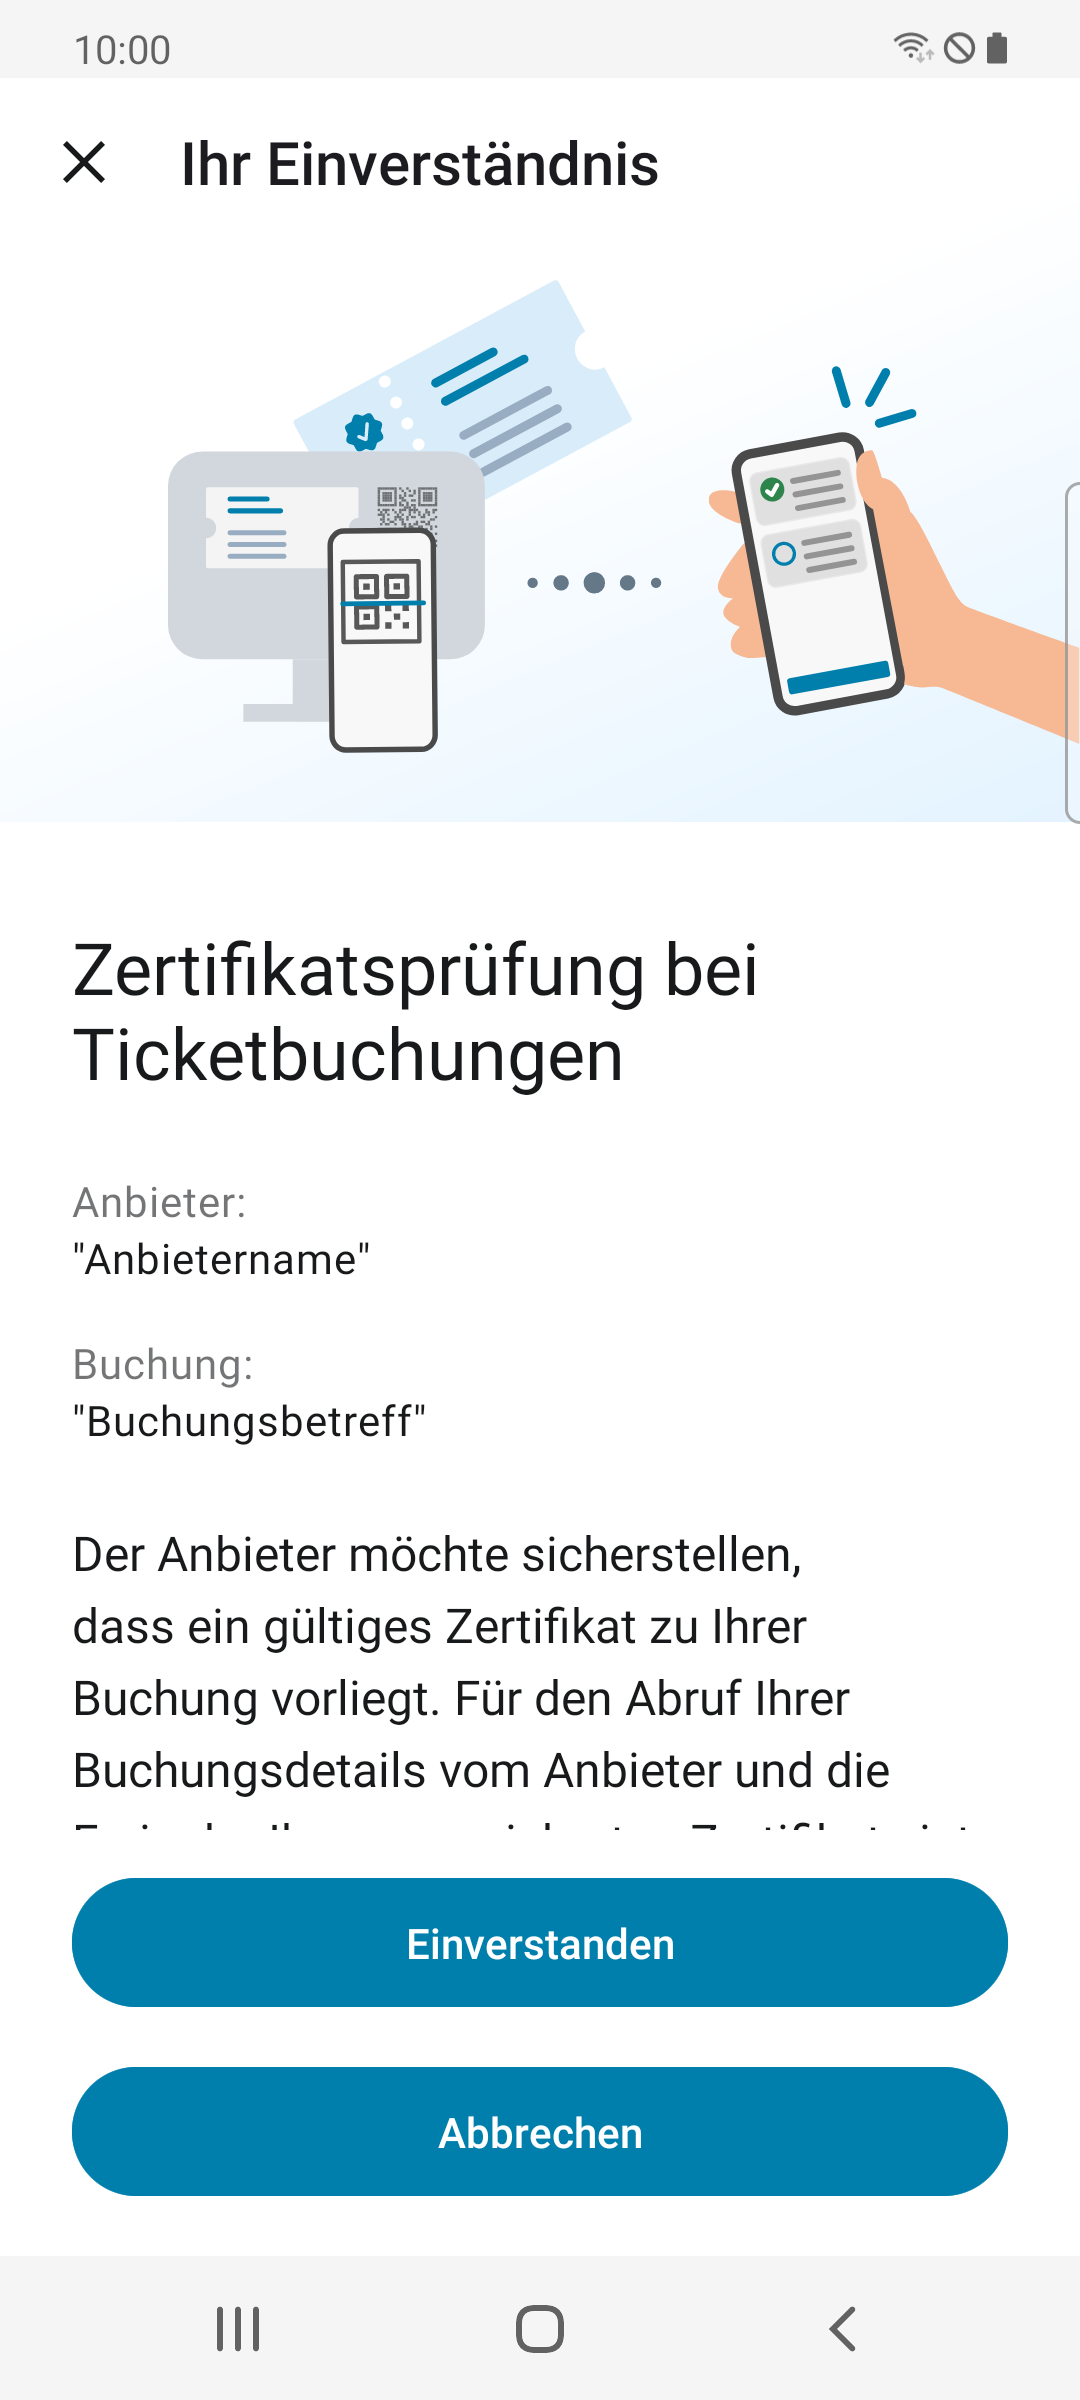 10:00
Ihr Einverständnis
Zertifikatsprüfung bei
Ticketbuchungen
Anbieter:
"Anbietername"
Buchung:
"Buchungsbetreff"
Der Anbieter möchte sicherstellen,
dass ein gültiges Zertifikat zu Ihrer
Buchung vorliegt. Für den Abruf Ihrer
Buchungsdetails vom Anbieter und die
Einverstanden
Abbrechen